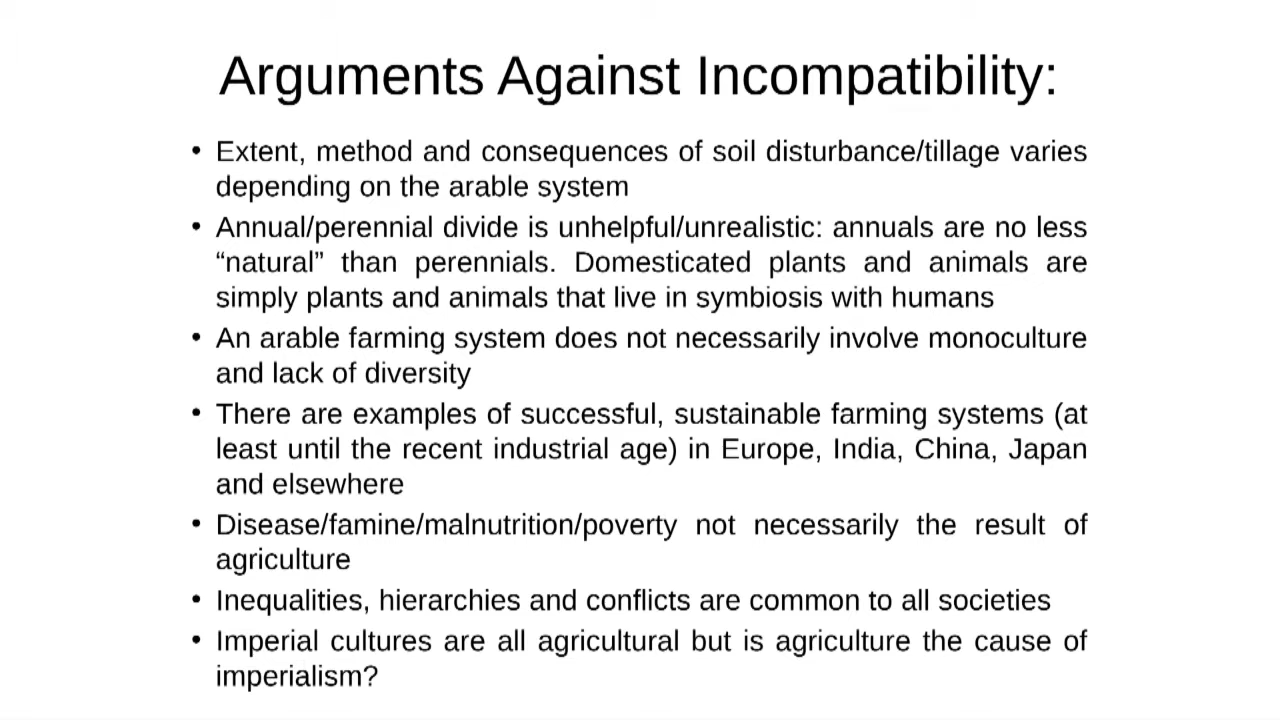 Arguments Against Incompatibility:
• Extent, method and consequences of soil disturbance/tillage varies
depending on the arable system
• Annual/perennial divide is unhelpful/unrealistic: annuals are no less
“natural” than perennials. Domesticated plants and animals are
simply plants and animals that live in symbiosis with humans
• An arable farming system does not necessarily involve monoculture
and lack of diversity
• There are examples of successful, sustainable farming systems (at
least until the recent industrial age) in Europe, India, China, Japan
and elsewhere
• Disease/famine/malnutrition/poverty not necessarily the result of
agriculture
• Inequalities, hierarchies and conflicts are common to all societies
• Imperial cultures are all agricultural but is agriculture the cause of
imperialism?